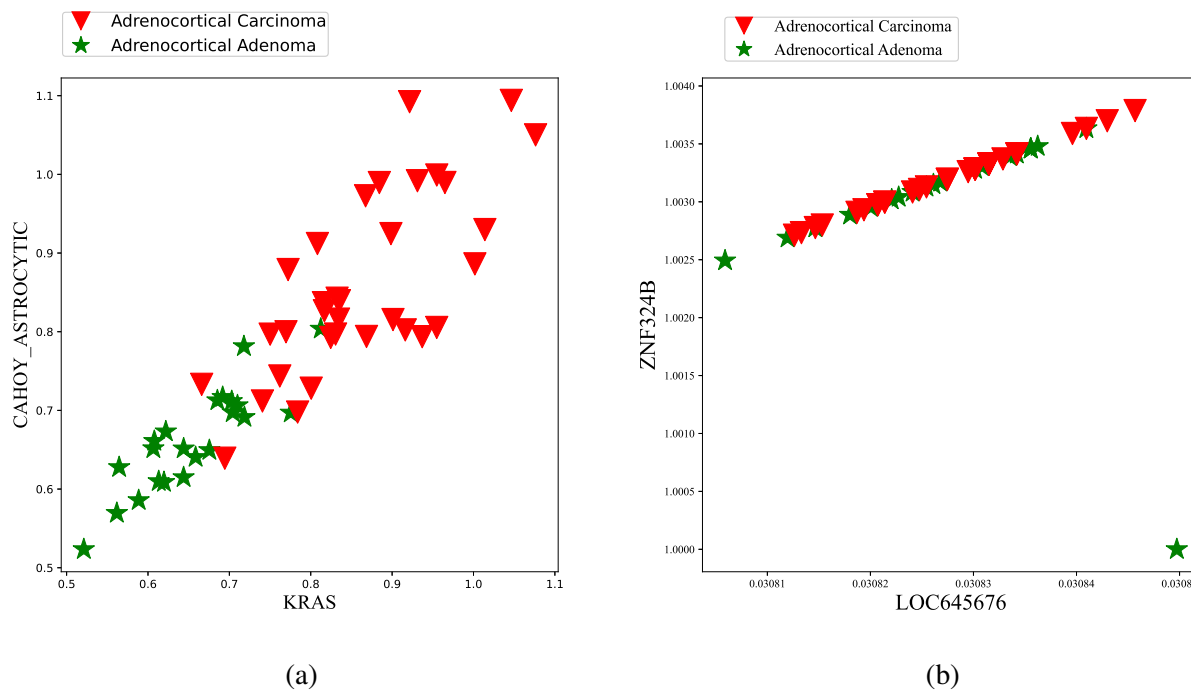 Adrenocortical Carcinoma
Adrenocortical Adenoma
1.1
1.0
0.9
0.8
0.7
0.6
0.5
CAHOY_ASTROCYTIC
0.5 0.6 0.7 0.8 0.9 1.0 1.1
KRAS
(a)
Adrenocortical Carcinoma
Adrenocortical Adenoma
1.0040
1.0035
1.0030
1.0025
1.0020
1.0015
1.0010
1.0005
1.0000
ZNF324B
0.03081 0.03082 0.03083 0.03084 0.0308
LOC645676
(b)